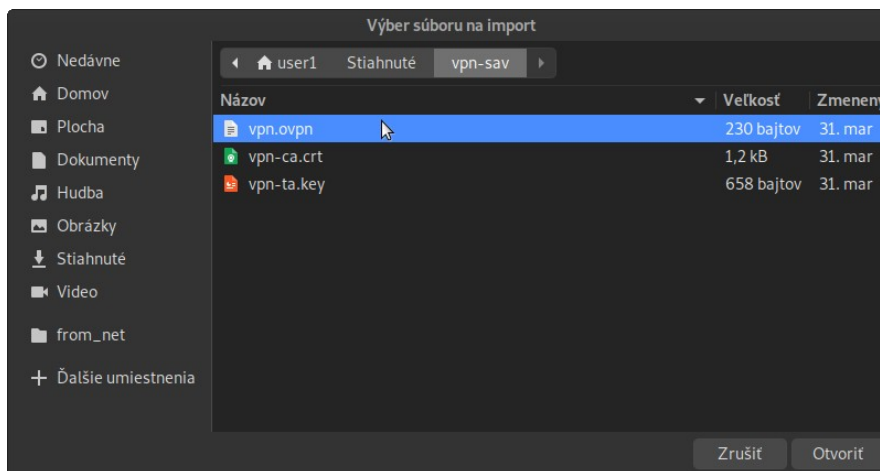 Výber súboru na import
Nedávne
Domov
Plocha
Dokumenty
Hudba
Obrázky
Stiahnuté
Video
from_net
Ďalšie umiestnenia
user1 Stiahnuté vpn-sav
Názov Veľkosť Zmenený
vpn.ovpn 230 bajtov 31. mar
vpn-ca.crt 1,2 kB 31. mar
vpn-ta.key 658 bajtov 31. mar
Zrušiť Otvoriť